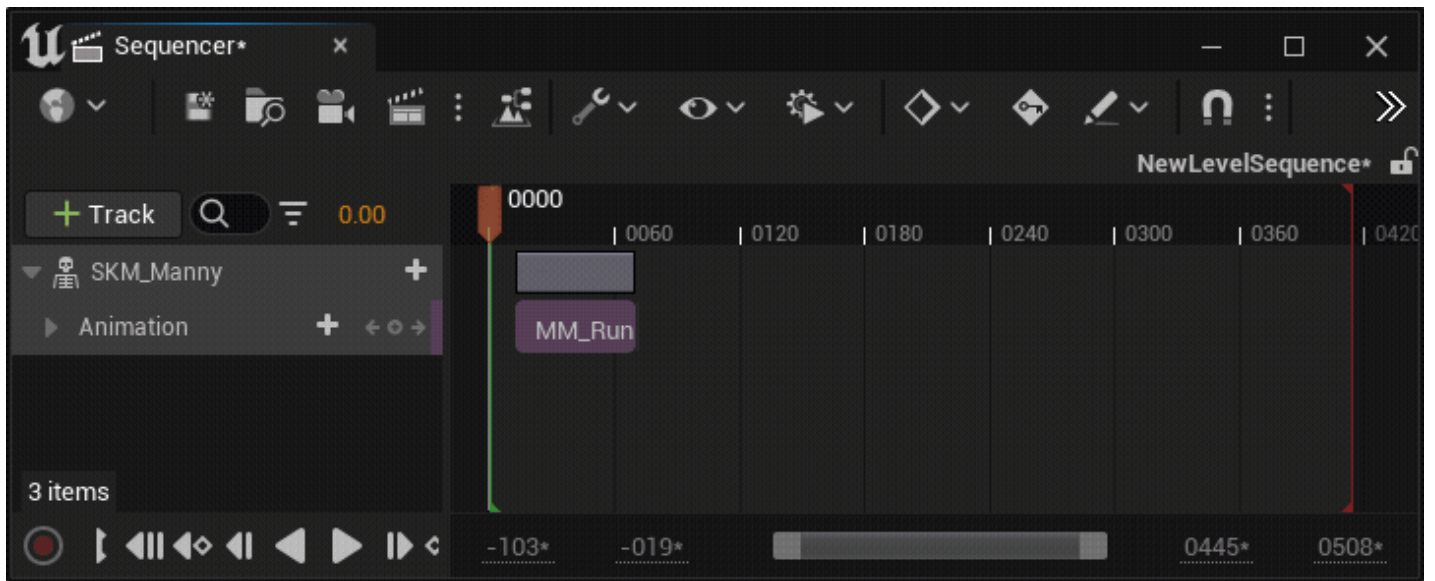 Sequencer*
NewLevelSequence*
Track 0.00 0000
0060 0120 0180 0240 0300 0360 0420
SKM_Manny
Animation MM_Run
3 items
-103* -019* 0445* 0508*